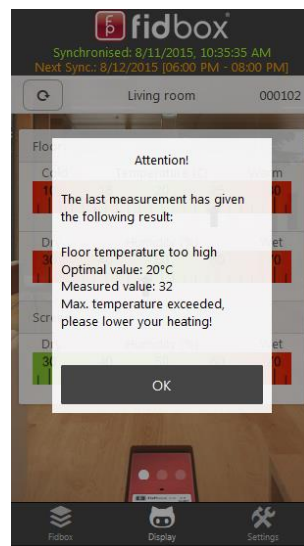 fidbox
Synchronised: 8/11/2015, 10:35:35 AM
Next Sync.: 8/12/2015 [06:00 PM - 08:00 PM]
Living room 000102
Attention!
The last measurement has given
the following result:
Floor temperature too high
Optimal value: 20°C
Measured value: 32
Max. temperature exceeded,
please lower your heating!
OK
Fidbox Display Settings